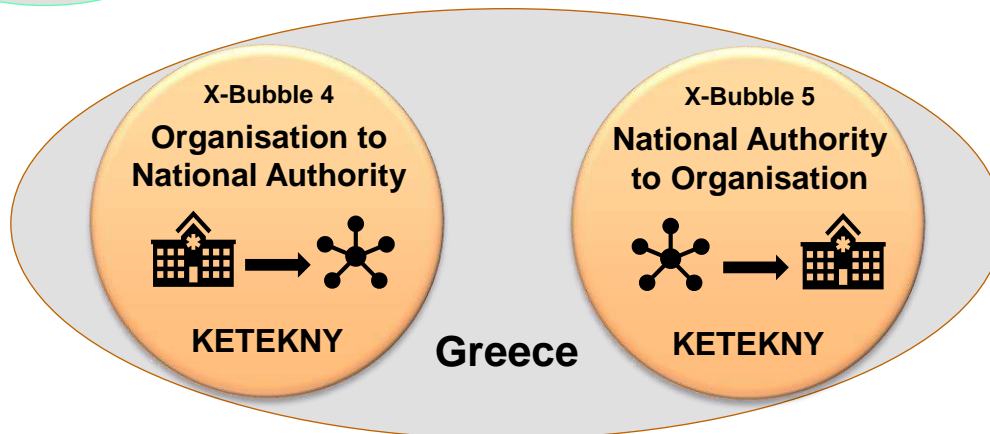 X-Bubble 4
Organisation to
National Authority
KETEKNY
X-Bubble 5
National Authority
to Organisation
KETEKNY
Greece